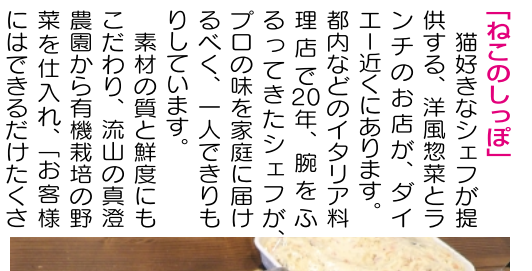 「ねこのしっぽ」
猫好きなシェフが提
供する、洋風惣菜とラ
ンチのお店が、ダイ
エー近くにあります。
都内などのイタリア料
理店で20年、腕をふ
るってきたシェフが、
プロの味を家庭に届け
るべく、一人できりも
りしています。
素材の質と鮮度にも
こだわり、流山の真澄
農園から有機栽培の野
菜を仕入れ、「お客様
にはできるだけたくさ